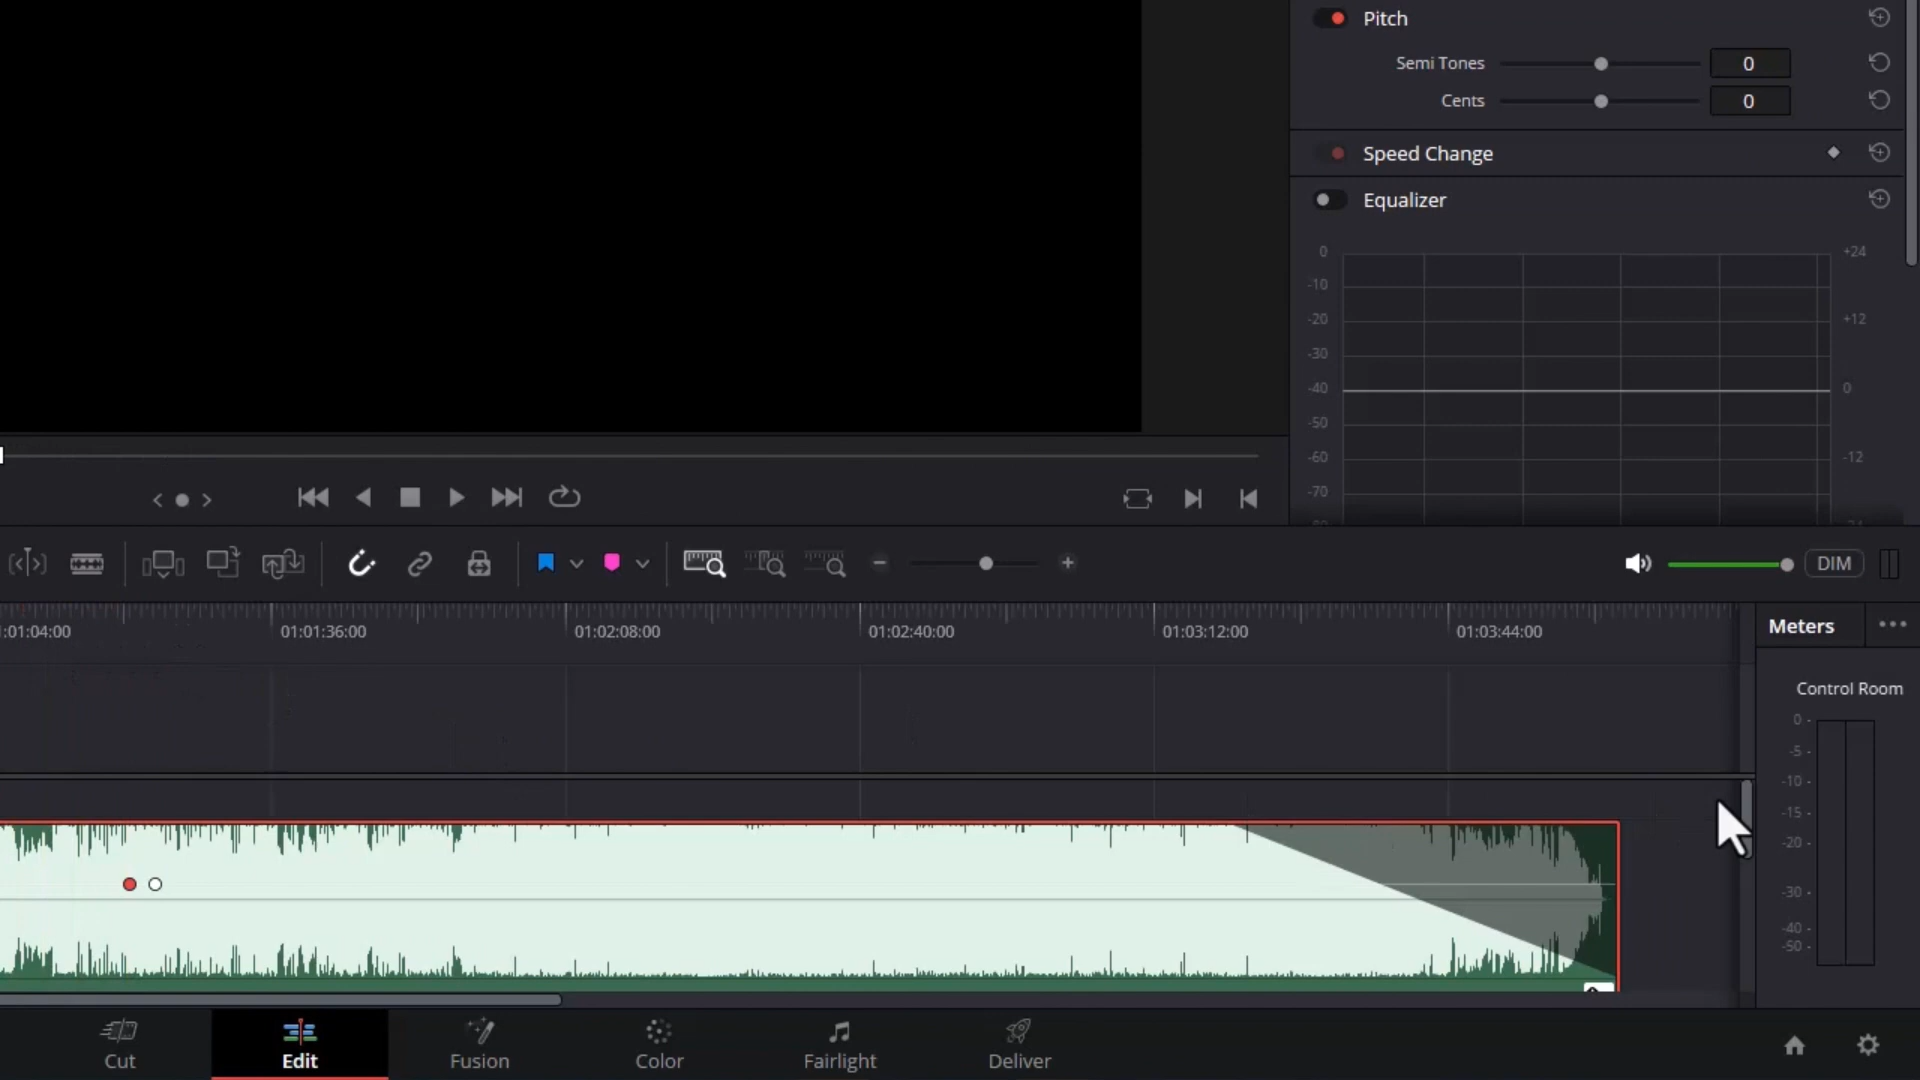 Pitch
Semi Tones 0
Cents 0
Speed Change
Equalizer
0 +24
-10
-20 +12
-30
-40 0
-50
-60 -12
-70
DIM
:01:04:00 01:01:36:00 01:02:08:00 01:02:40:00 01:03:12:00 01:03:44:00
Meters
Control Room
0 -
-5 -
-10 -
-15 -
-20 -
-30 -
-40 -
-50 -
Cut Edit Fusion Color Fairlight Deliver